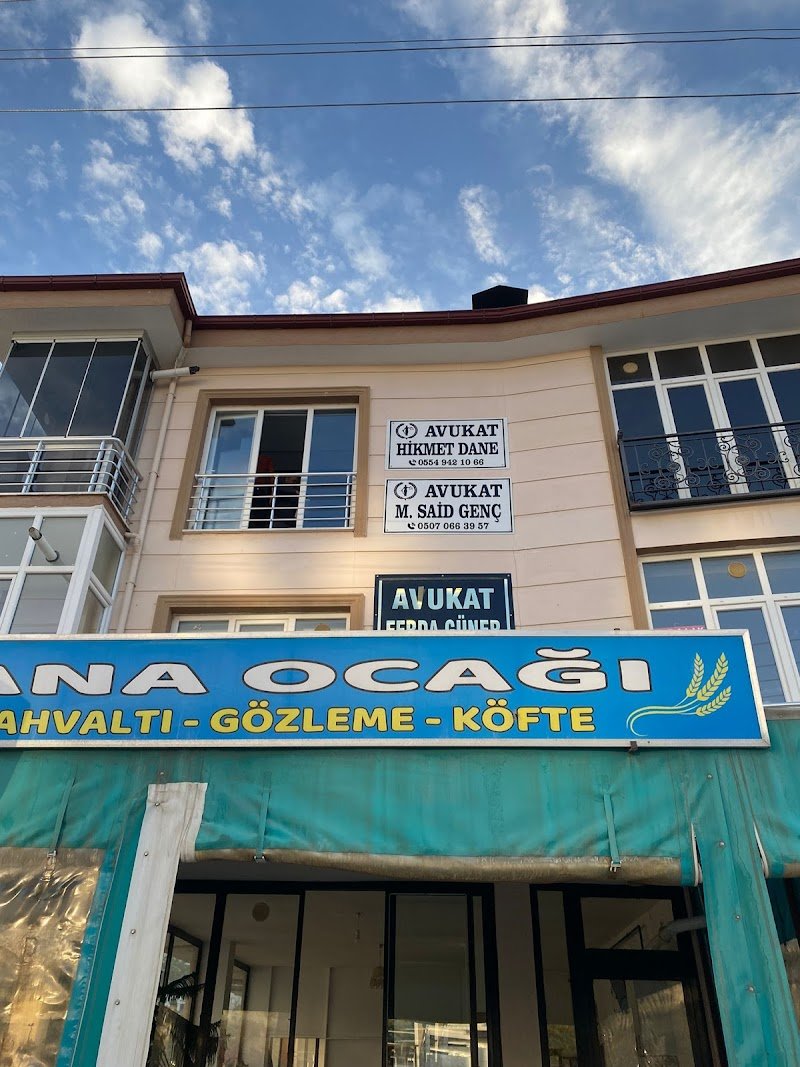 AVUKAT
HİKMET DANE
0554 942 10 66
AVUKAT
M. SAİD GENÇ
0507 066 39 57
AVUKAT
ANA OCAĞI
AHVALTI - GÖZLEME - KÖFTE